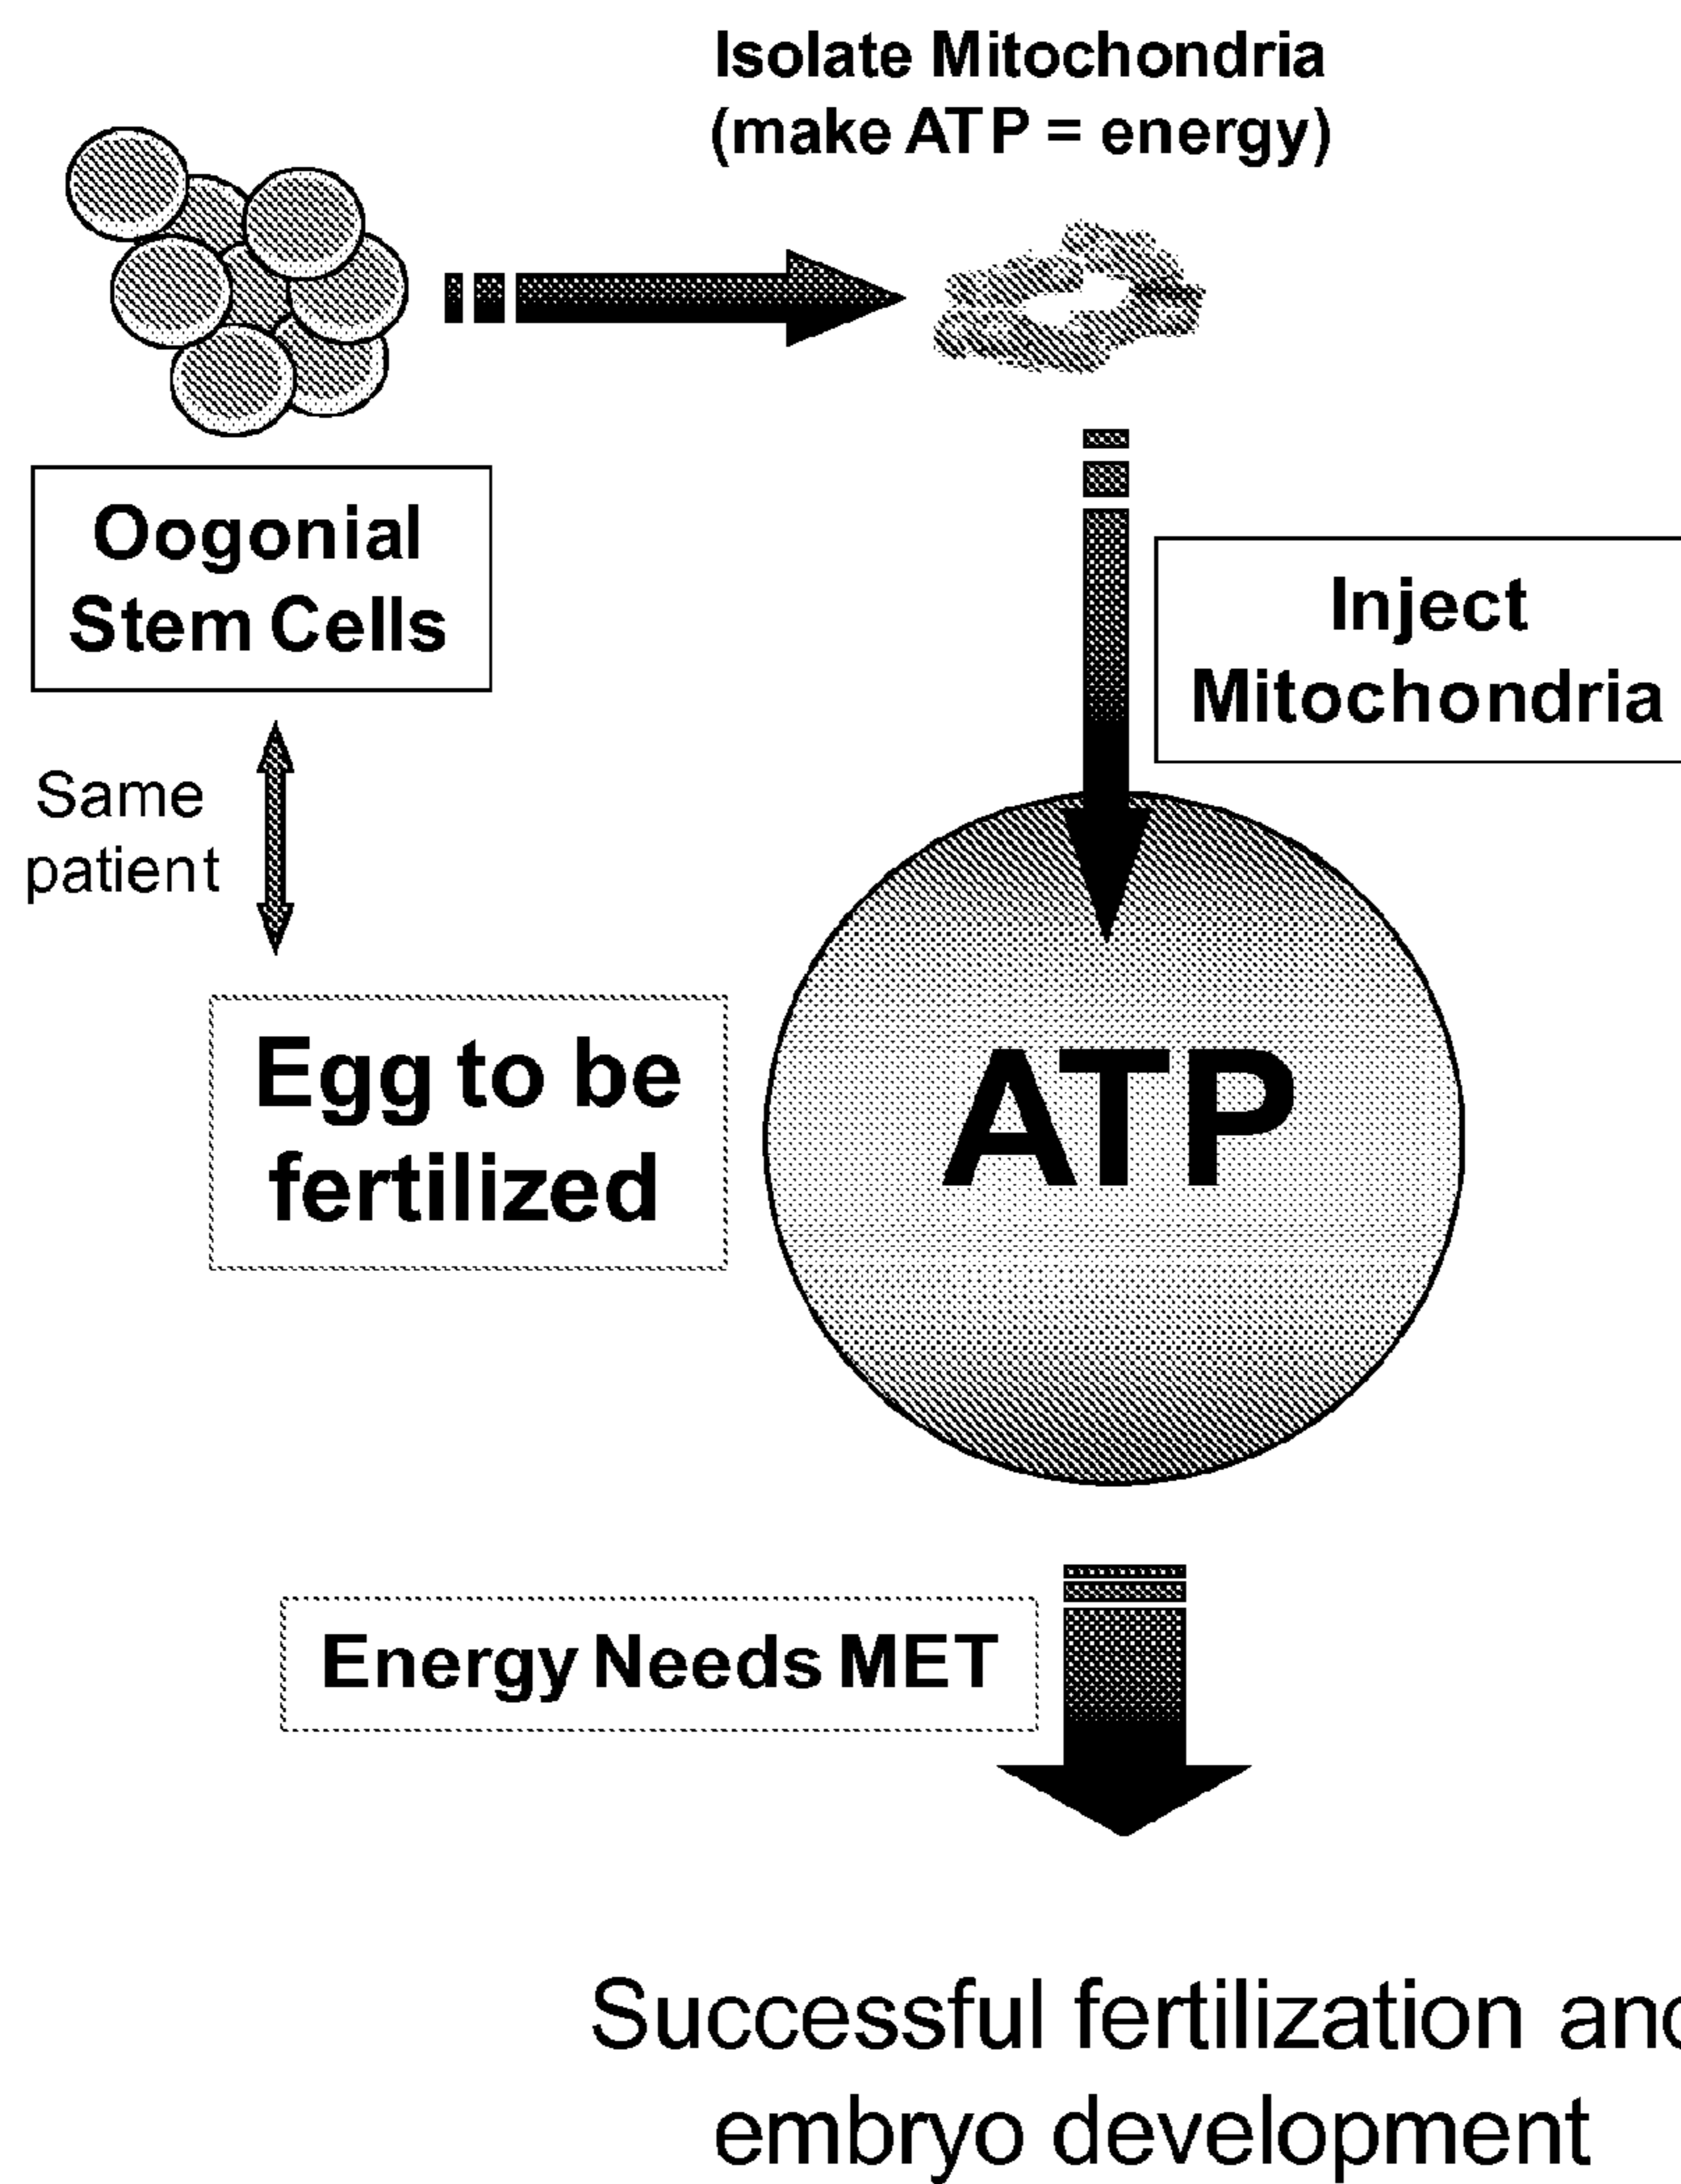 Isolate Mitochondria
(make ATP = energy)
Oogonial
Stem Cells
Inject
Mitochondria
Same
patient
Egg to be
fertilized
ATP
Energy Needs MET
Successful fertilization and
embryo development